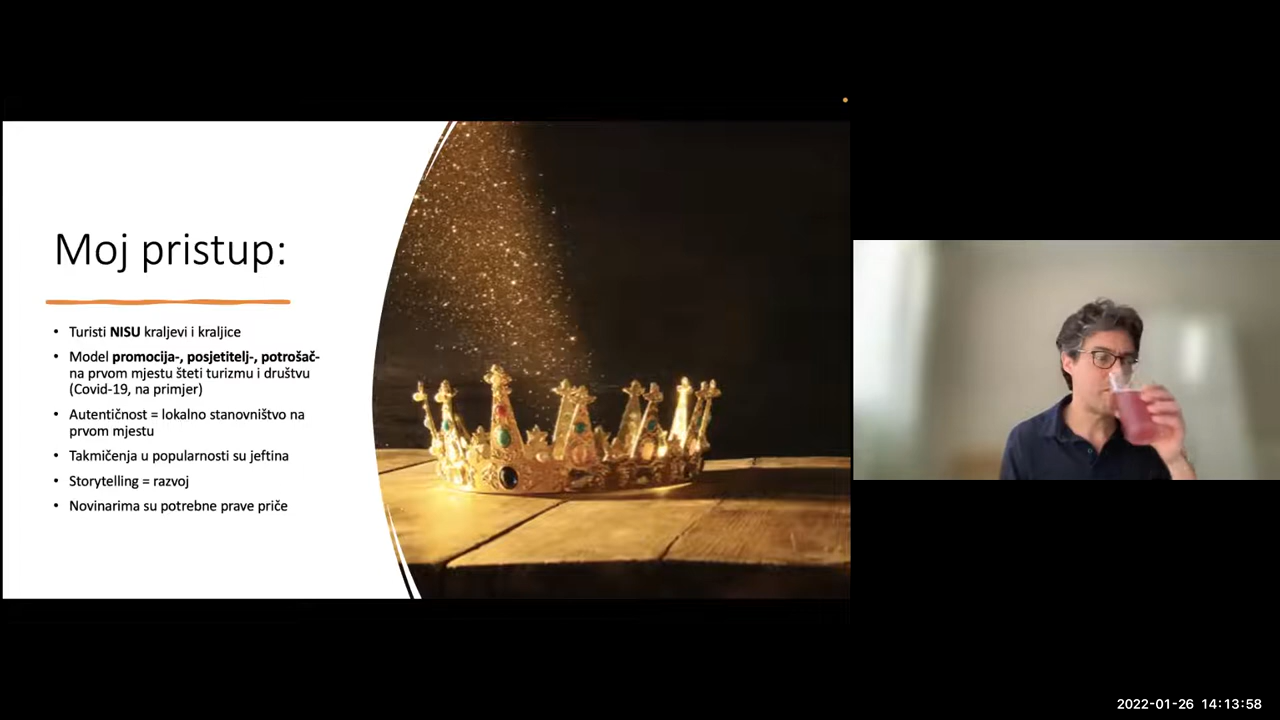 Moj pristup:
• Turisti NISU kraljevi i kraljice
• Model promocija-, posjetitelj-, potrošač-
na prvom mjestu šteti turizmu i društvu
(Covid-19, na primjer)
• Autentičnost = lokalno stanovništvo na
prvom mjestu
• Takmičenja u popularnosti su jeftina
• Storytelling = razvoj
• Novinarima su potrebne prave priče
2022-01-26 14:13:58